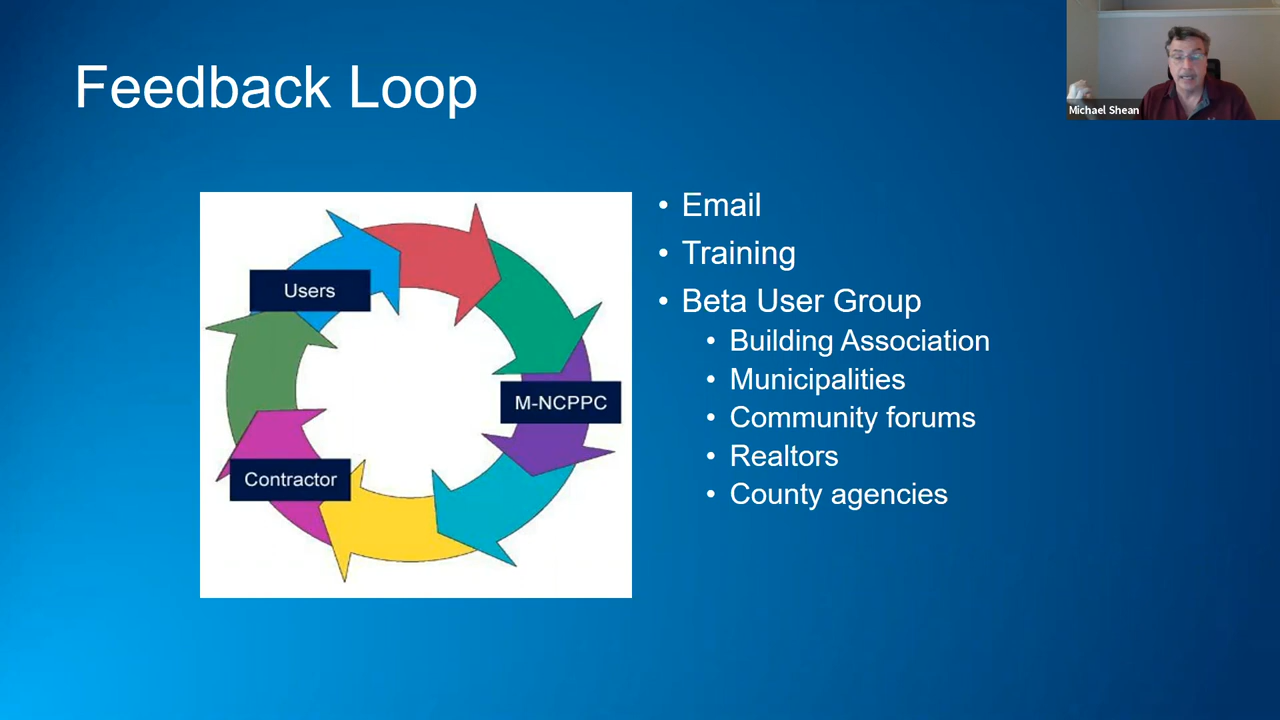 Feedback Loop
Michael Shean
Users
M-NCPPC
Contractor
• Email
• Training
• Beta User Group
• Building Association
• Municipalities
• Community forums
• Realtors
• County agencies